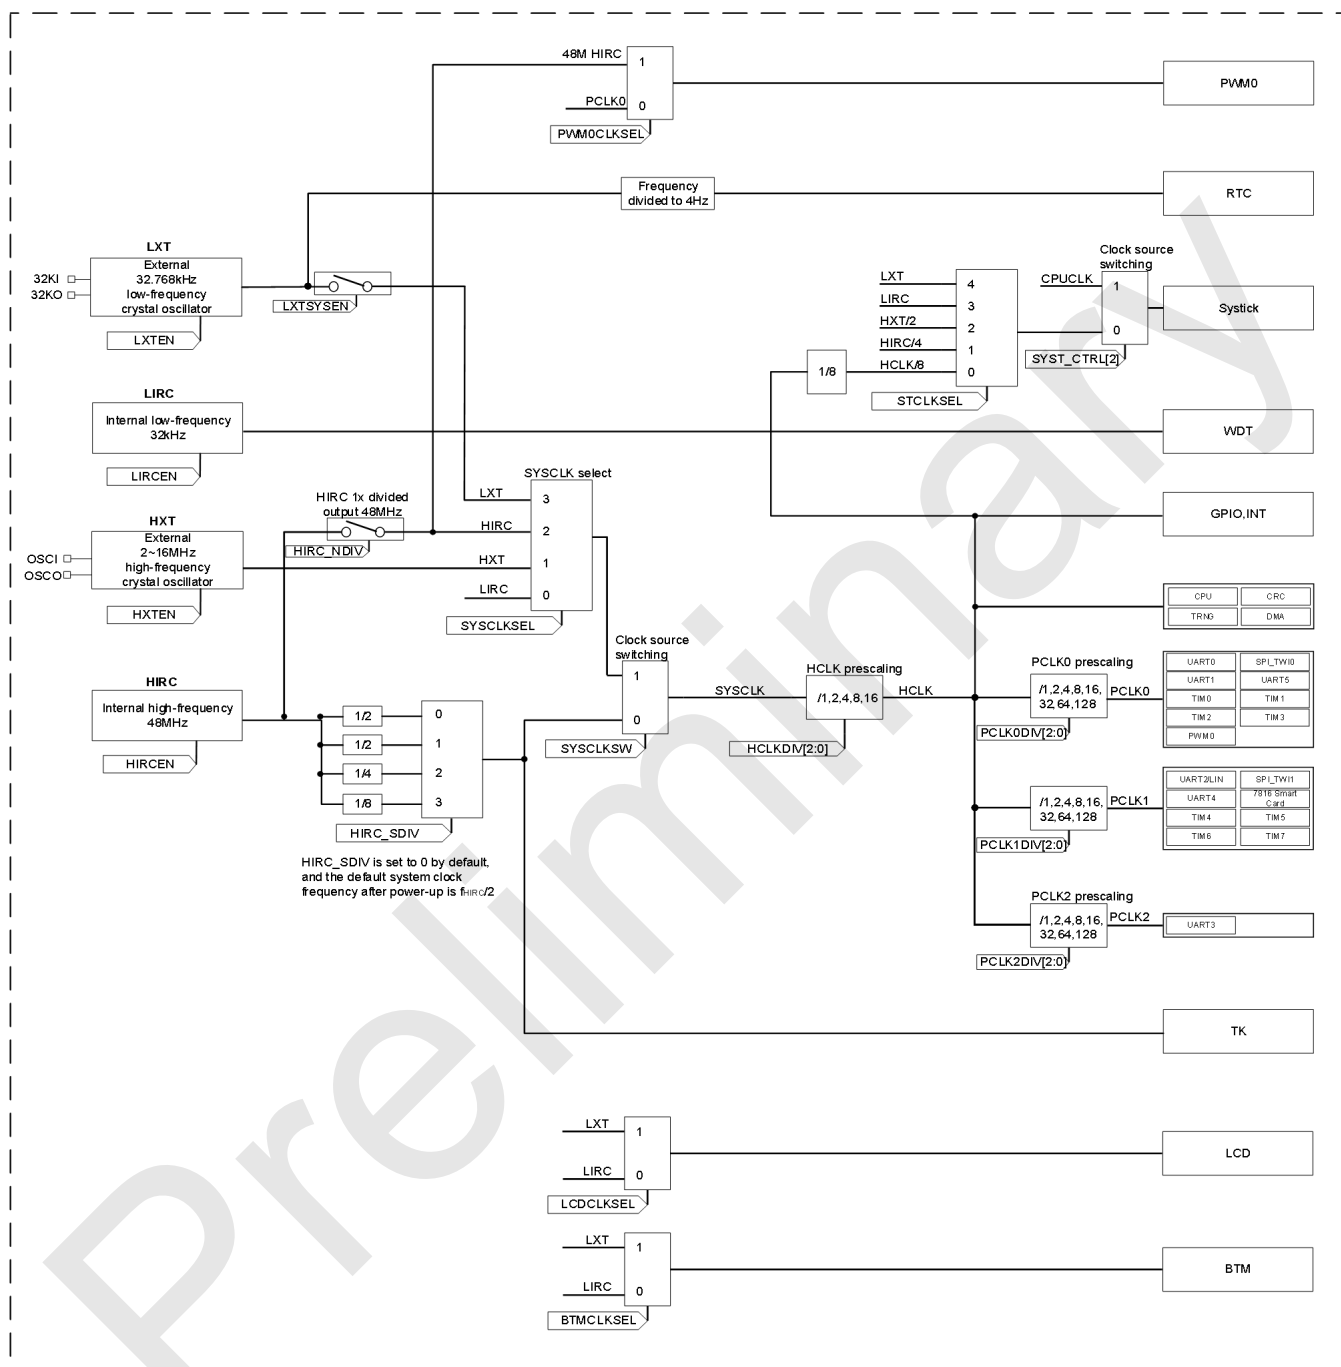 48M HIRC
1
PCLK0
0
PWM0CLKSEL
PWM0
Frequency
divided to 4Hz
RTC
LXT
External
32.768kHz
low-frequency
crystal oscillator
32KI
32KO
LXTEN
LXTSYSEN
Clock source
switching
CPUCLK
1
0
SYST_CTRL[2]
Systick
LXT
4
LIRC
3
HXT/2
2
HIRC/4
1
HCLK/8
0
1/8
STCLKSEL
LIRC
Internal low-frequency
32kHz
LIRCEN
WDT
SYSCLK select
LXT
3
HIRC
2
HXT
1
LIRC
0
SYSCLKSEL
HIRC 1x divided
output 48MHz
HIRC_NDIV
GPIO,INT
HXT
External
2~16MHz
high-frequency
crystal oscillator
OSCI
OSCO
HXTEN
CPU
CRC
TRNG
DMA
Clock source
switching
1
0
SYSCLKSW
SYSCLK
HCLK prescaling
/1,2,4,8,16
HCLK
HCLKDIV[2:0]
PCLK0 prescaling
/1,2,4,8,16,
32,64,128
PCLK0
PCLK0DIV[2:0]
UART0
SPI_TWI0
UART1
UART5
TIM0
TIM1
TIM2
TIM3
PWM0
HIRC
Internal high-frequency
48MHz
HIRCEN
1/2
0
1/2
1
1/4
2
1/8
3
HIRC_SDIV
HIRC_SDIV is set to 0 by default,
and the default system clock
frequency after power-up is fHIRC/2
/1,2,4,8,16,
32,64,128
PCLK1
PCLK1DIV[2:0]
UART2/LIN
SPI_TWI1
UART4
7816 Smart
Card
TIM4
TIM5
TIM6
TIM7
PCLK2 prescaling
/1,2,4,8,16,
32,64,128
PCLK2
PCLK2DIV[2:0]
UART3
TK
LXT
1
LIRC
0
LCDCLKSEL
LCD
LXT
1
LIRC
0
BTMCLKSEL
BTM
Preliminary